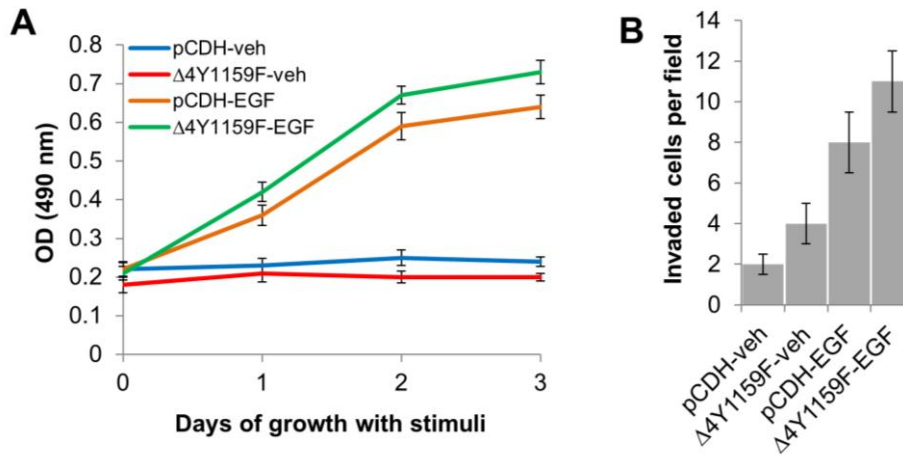 A
OD (490 nm)
0.8
0.7
0.6
0.5
0.4
0.3
0.2
0.1
0
pCDH-veh
Δ4Y1159F-veh
pCDH-EGF
Δ4Y1159F-EGF
0 1 2 3
Days of growth with stimuli
B
Invaded cells per field
14
12
10
8
6
4
2
0
pCDH-veh
Δ4Y1159F-veh
pCDH-EGF
Δ4Y1159F-EGF